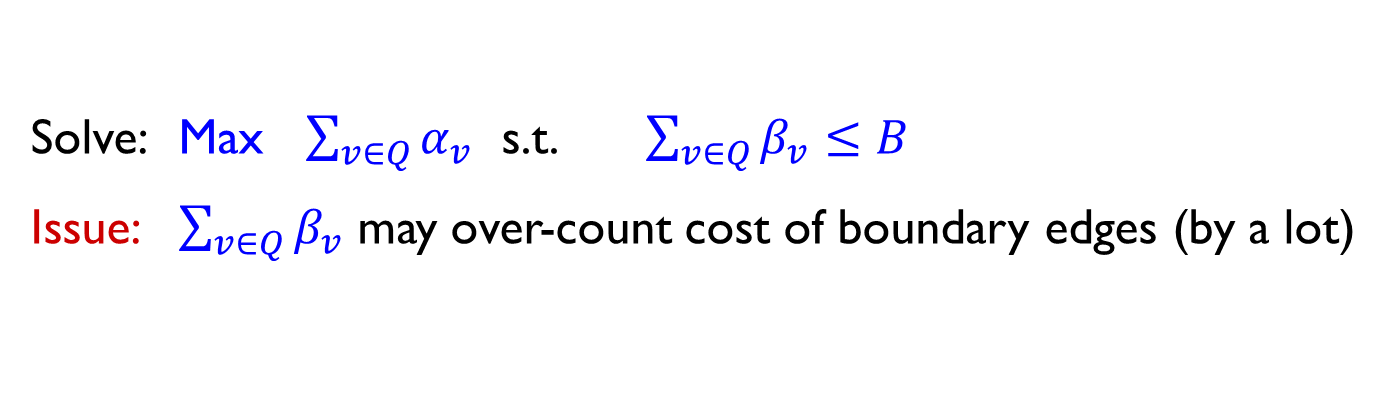 Solve: Max ∑_{v∈Q} α_v s.t. ∑_{v∈Q} β_v ≤ B
Issue: ∑_{v∈Q} β_v may over-count cost of boundary edges (by a lot)